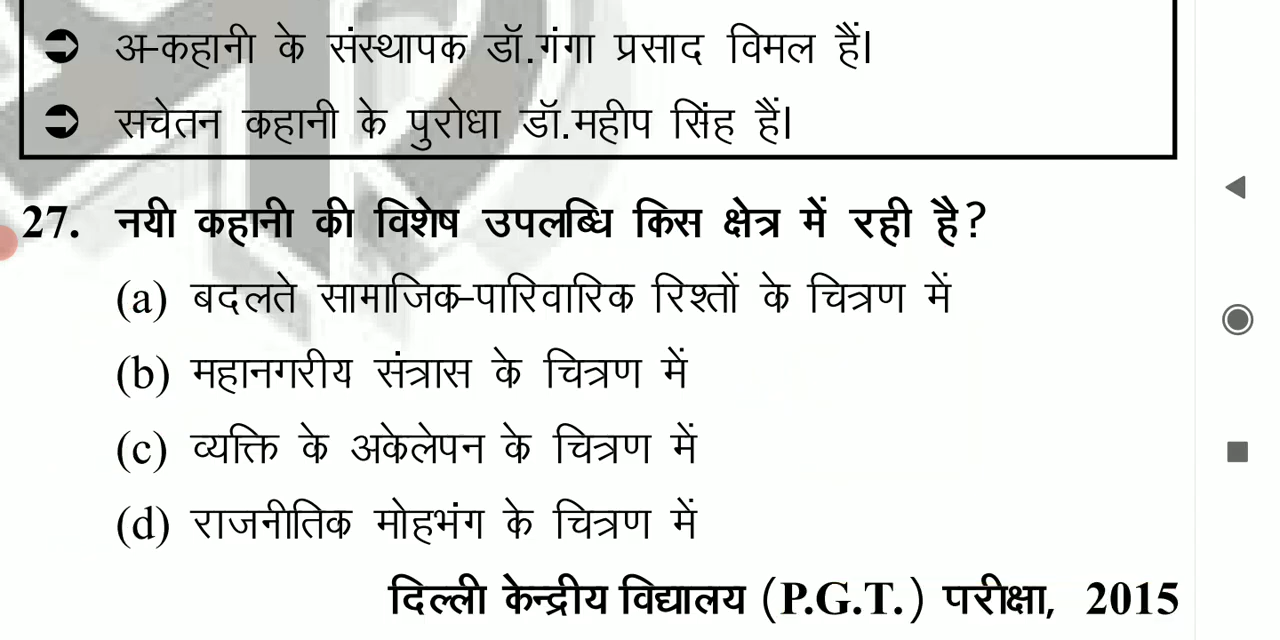 ➲ अ-कहानी के संस्थापक डॉ.गंगा प्रसाद विमल हैं।
➲ सचेतन कहानी के पुरोधा डॉ.महीप सिंह हैं।
27. नयी कहानी की विशेष उपलब्धि किस क्षेत्र में रही है?
(a) बदलते सामाजिक-पारिवारिक रिश्तों के चित्रण में
(b) महानगरीय संत्रास के चित्रण में
(c) व्यक्ति के अकेलेपन के चित्रण में
(d) राजनीतिक मोहभंग के चित्रण में
दिल्ली केन्द्रीय विद्यालय (P.G.T.) परीक्षा, 2015